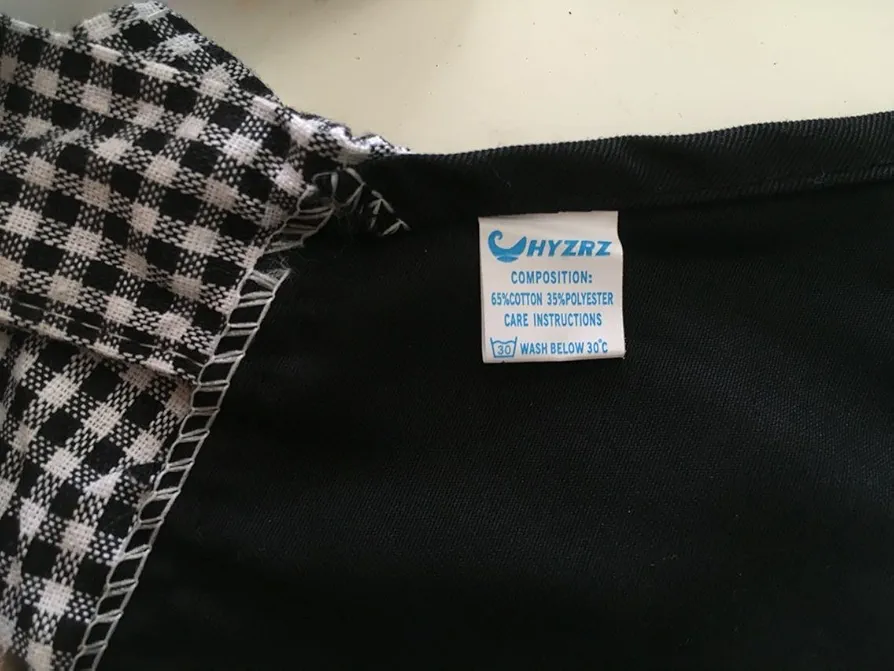 HYZRZ
COMPOSITION:
65%COTTON 35%POLYESTER
CARE INSTRUCTIONS
30 WASH BELOW 30°C